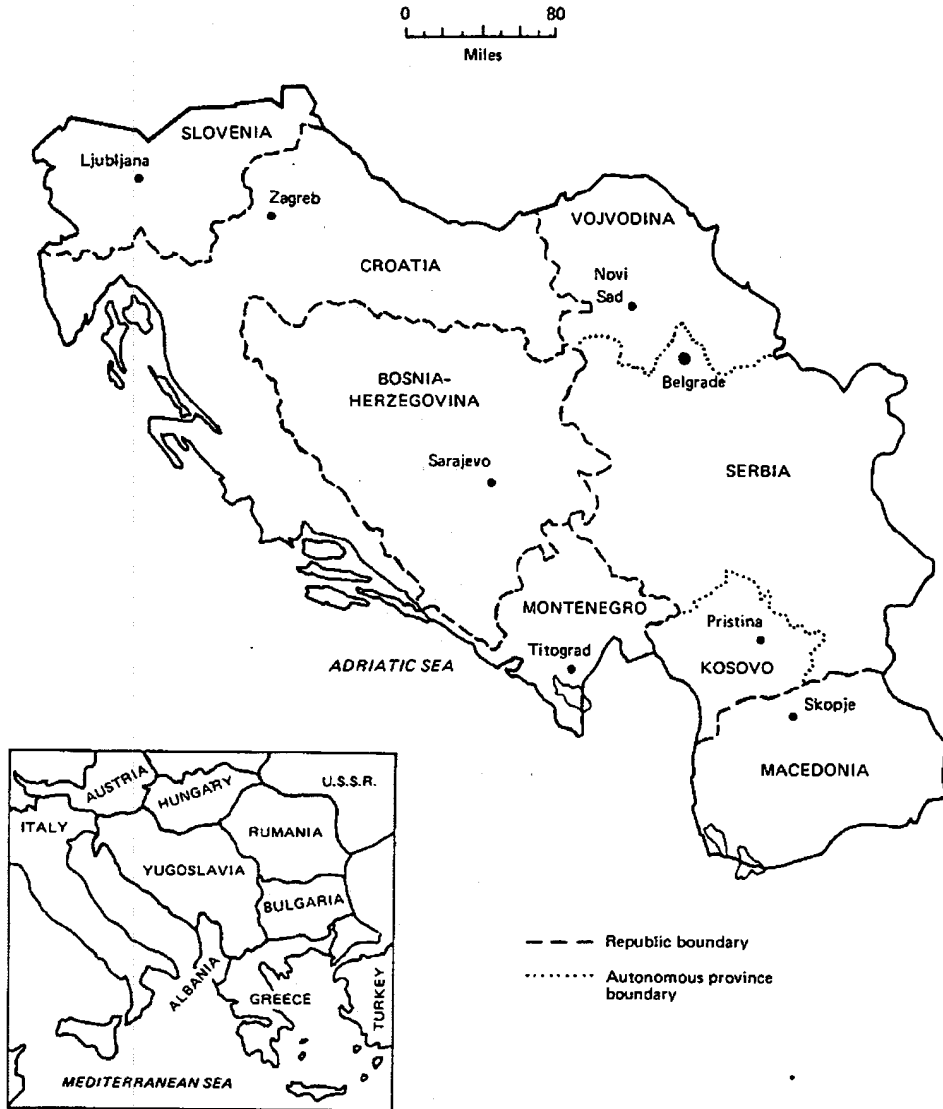 0 80
Miles
SLOVENIA
Ljubljana
Zagreb
VOJVODINA
CROATIA
Novi
Sad
Belgrade
BOSNIA-
HERZEGOVINA
Sarajevo
SERBIA
MONTENEGRO
Pristina
Titograd
ADRIATIC SEA
KOSOVO
Skopje
MACEDONIA
AUSTRIA
HUNGARY
U.S.S.R.
ITALY
RUMANIA
YUGOSLAVIA
BULGARIA
ALBANIA
GREECE
TURKEY
MEDITERRANEAN SEA
Republic boundary
Autonomous province
boundary